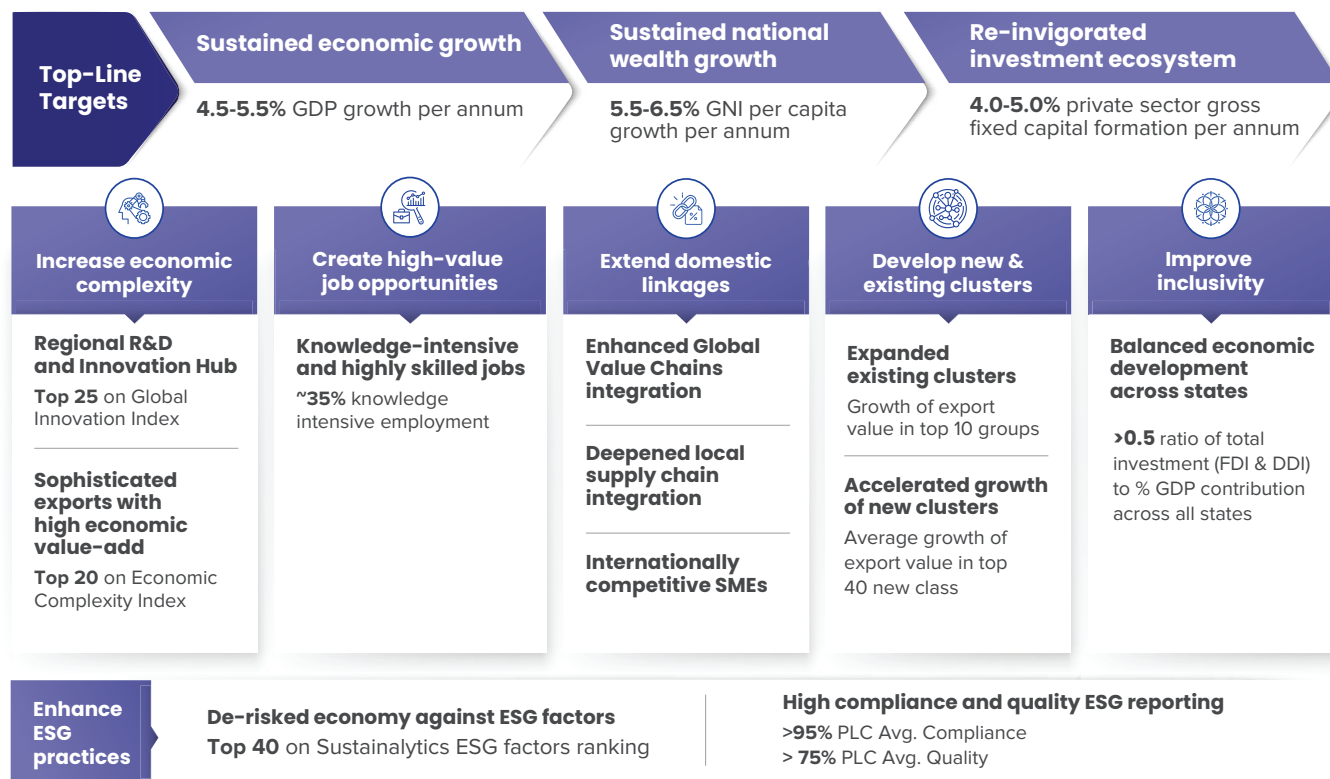 Top-Line
Targets
Sustained economic growth
4.5-5.5% GDP growth per annum
Sustained national
wealth growth
5.5-6.5% GNI per capita
growth per annum
Re-invigorated
investment ecosystem
4.0-5.0% private sector gross
fixed capital formation per annum
Increase economic
complexity
Regional R&D
and Innovation Hub
Top 25 on Global
Innovation Index
Sophisticated
exports with
high economic
value-add
Top 20 on Economic
Complexity Index
Create high-value
job opportunities
Knowledge-intensive
and highly skilled jobs
~35% knowledge
intensive employment
Extend domestic
linkages
%
Enhanced Global
Value Chains
integration
Deepened local
supply chain
integration
Internationally
competitive SMEs
Develop new &
existing clusters
Expanded
existing clusters
Growth of export
value in top 10 groups
Accelerated growth
of new clusters
Average growth of
export value in top
40 new class
Improve
inclusivity
Balanced economic
development
across states
>0.5 ratio of total
investment (FDI & DDI)
to % GDP contribution
across all states
Enhance
ESG
practices
De-risked economy against ESG factors
Top 40 on Sustainalytics ESG factors ranking
High compliance and quality ESG reporting
>95% PLC Avg. Compliance
> 75% PLC Avg. Quality